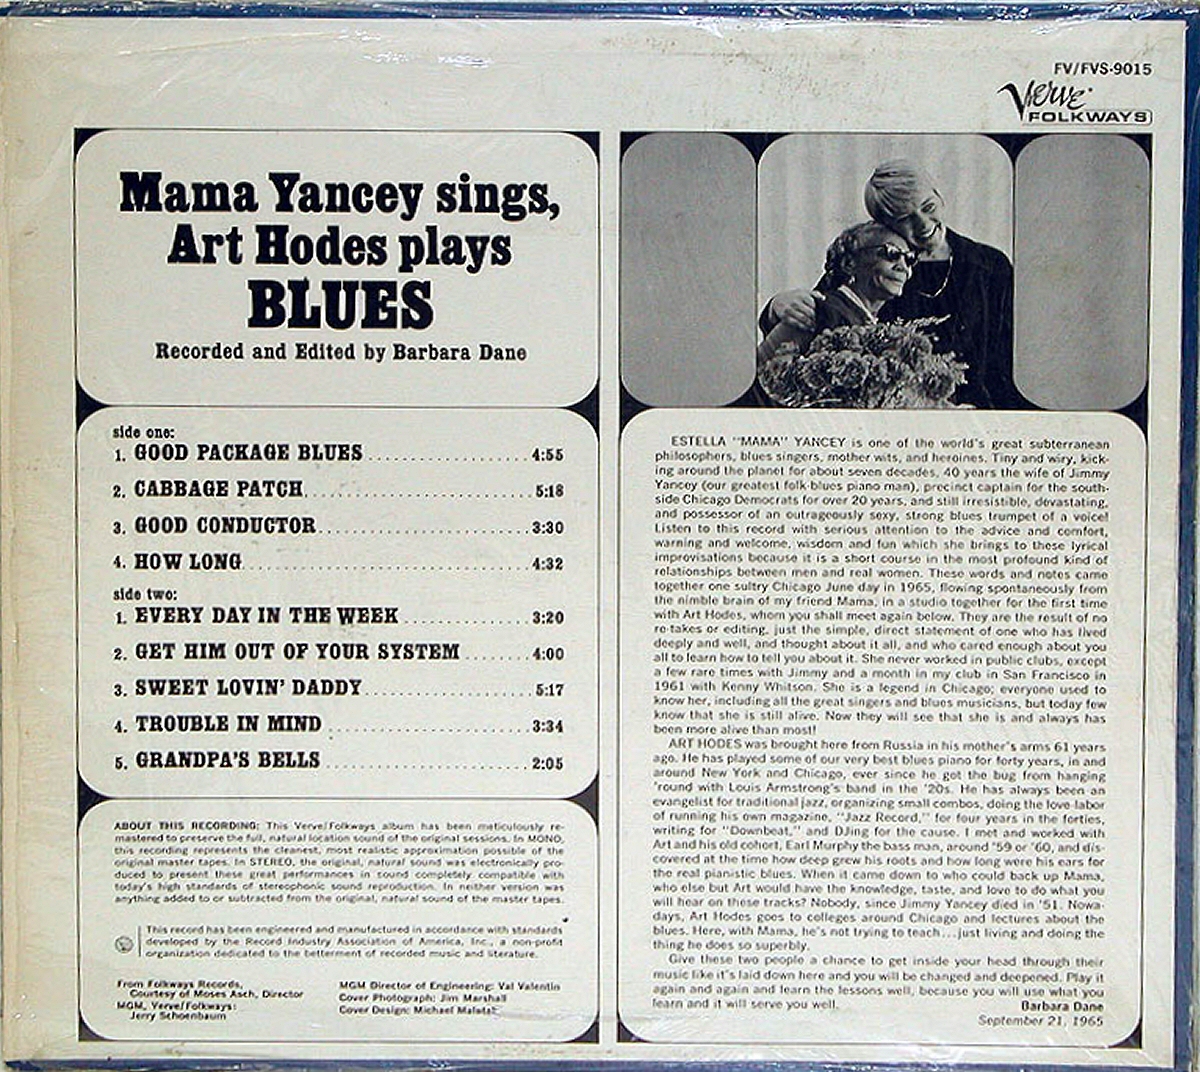 FV/FVS-9015
Verve
FOLKWAYS
Mama Yancey sings,
Art Hodes plays
BLUES
Recorded and Edited by Barbara Dane
side one:
1. GOOD PACKAGE BLUES 4:55
2. CABBAGE PATCH 5:18
3. GOOD CONDUCTOR 3:30
4. HOW LONG 4:32
side two:
1. EVERY DAY IN THE WEEK 3:20
2. GET HIM OUT OF YOUR SYSTEM 4:00
3. SWEET LOVIN' DADDY 5:17
4. TROUBLE IN MIND 3:34
5. GRANDPA'S BELLS 2:05
ABOUT THIS RECORDING: This Verve/Folkways album has been meticulously re-
mastered to preserve the full, natural location sound of the original sessions. In MONO,
this recording represents the cleanest, most realistic approximation possible of the
original master tapes. In STEREO, the original, natural sound was electronically pro-
duced to present these great performances in sound completely compatible with
today's high standards of stereophonic sound reproduction. In neither version was
anything added to or subtracted from the original, natural sound of the master tapes.
This record has been engineered and manufactured in accordance with standards
developed by the Record Industry Association of America, Inc., a non-profit
organization dedicated to the betterment of recorded music and literature.
From Folkways Records,
Courtesy of Moses Asch, Director
MGM, Verve/Folkways:
Jerry Schoenbaum
MGM Director of Engineering: Val Valentin
Cover Photograph: Jim Marshall
Cover Design: Michael
ESTELLA "MAMA" YANCEY is one of the world's great subterranean
philosophers, blues singers, mother wits, and heroines. Tiny and wiry, kick-
ing around the planet for about seven decades, 40 years the wife of Jimmy
Yancey (our greatest folk-blues piano man), precinct captain for the south-
side Chicago Democrats for over 20 years, and still irresistible, devastating,
and possessor of an outrageously sexy, strong blues trumpet of a voice!
Listen to this record with serious attention to the advice and comfort,
warning and welcome, wisdom and fun which she brings to these lyrical
improvisations because it is a short course in the most profound kind of
relationships between men and real women. These words and notes came
together one sultry Chicago June day in 1965, flowing spontaneously from
the nimble brain of my friend Mama, in a studio together for the first time
with Art Hodes, whom you shall meet again below. They are the result of no
re-takes or editing, just the simple, direct statement of one who has lived
deeply and well, and thought about it all, and who cared enough about you
all to learn how to tell you about it. She never worked in public clubs, except
a few rare times with Jimmy and a month in my club in San Francisco in
1961 with Kenny Whitson. She is a legend in Chicago; everyone used to
know her, including all the great singers and blues musicians, but today few
know that she is still alive. Now they will see that she is and always has
been more alive than most!
ART HODES was brought here from Russia in his mother's arms 61 years
ago. He has played some of our very best blues piano for forty years, in and
around New York and Chicago, ever since he got the bug from hanging
'round with Louis Armstrong's band in the '20s. He has always been an
evangelist for traditional jazz, organizing small combos, doing the love-labor
of running his own magazine, "Jazz Record," for four years in the forties,
writing for "Downbeat," and DJing for the cause. I met and worked with
Art and his old cohort, Earl Murphy the bass man, around '59 or '60, and dis-
covered at the time how deep grew his roots and how long were his ears for
the real pianistic blues. When it came down to who could back up Mama,
who else but Art would have the knowledge, taste, and love to do what you
will hear on these tracks? Nobody, since Jimmy Yancey died in '51. Nowa-
days, Art Hodes goes to colleges around Chicago and lectures about the
blues. Here, with Mama, he's not trying to teach...just living and doing the
thing he does so superbly.
Give these two people a chance to get inside your head through their
music like it's laid down here and you will be changed and deepened. Play it
again and again and learn the lessons well, because you will use what you
learn and it will serve you well.
Barbara Dane
September 21, 1965